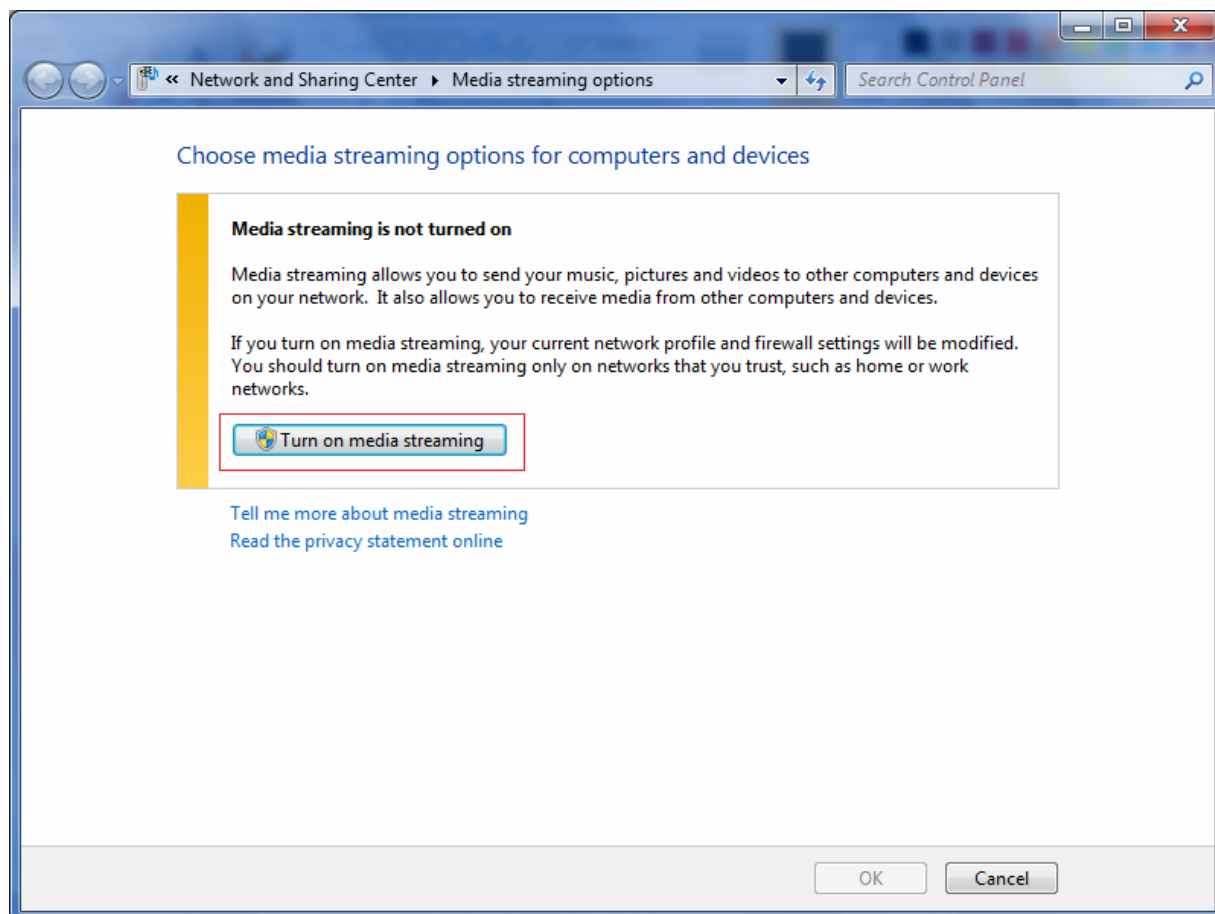 « Network and Sharing Center ▸ Media streaming options
Search Control Panel
Choose media streaming options for computers and devices
Media streaming is not turned on
Media streaming allows you to send your music, pictures and videos to other computers and devices
on your network.  It also allows you to receive media from other computers and devices.
If you turn on media streaming, your current network profile and firewall settings will be modified.
You should turn on media streaming only on networks that you trust, such as home or work
networks.
Turn on media streaming
Tell me more about media streaming
Read the privacy statement online
OK
Cancel